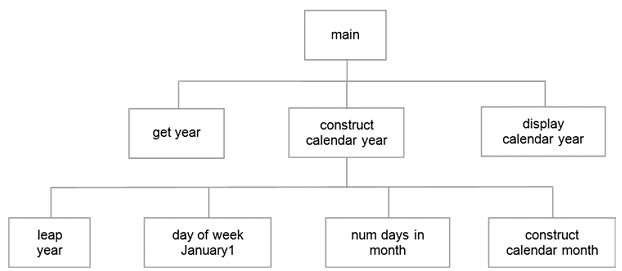 main
get year
construct
calendar year
display
calendar year
leap
year
day of week
January1
num days in
month
construct
calendar month